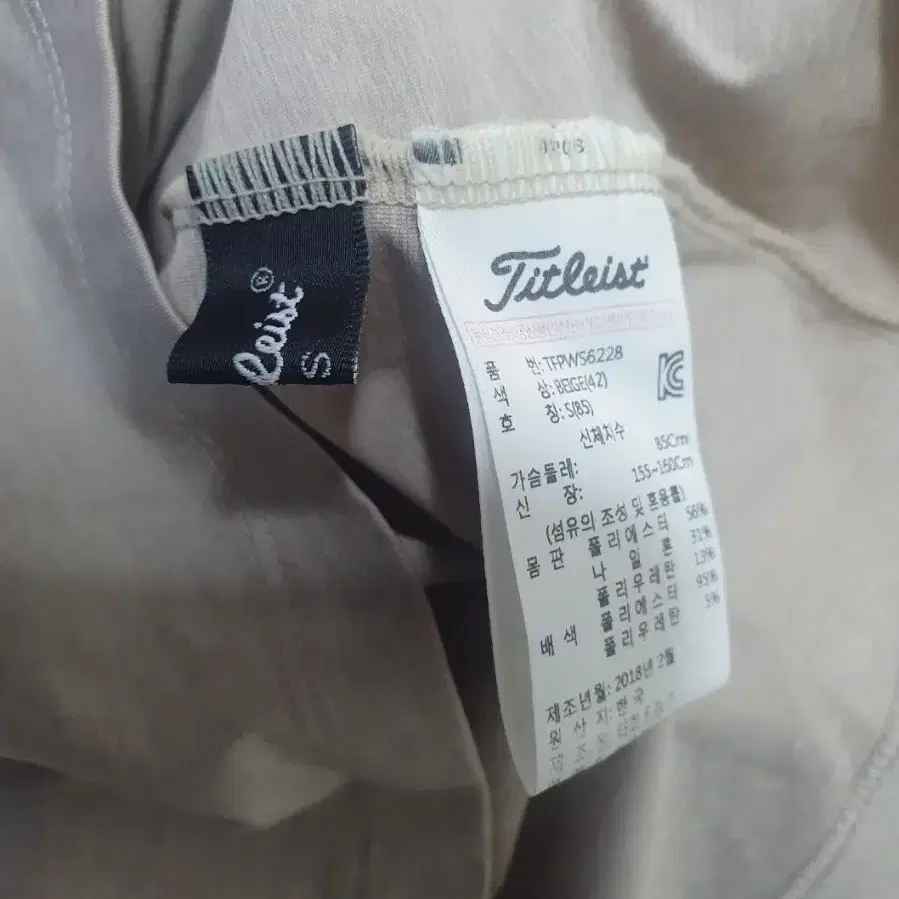 leist®
S
1206
Titleist
품 번: TFPWS6228
색 상: BEIGE(42)
호 칭: S(85)
신체치수
가슴둘레: 85Cm
신 장: 155~160Cm
(섬유의 조성 및 혼용률)
몸 판 폴 리 에 스 터 56%
나 일 론 31%
폴 리 우 레 탄 13%
배 색 폴 리 에 스 터 95%
폴 리 우 레 탄 5%
제조년월: 2018년 2월
원 산 지: 한 국